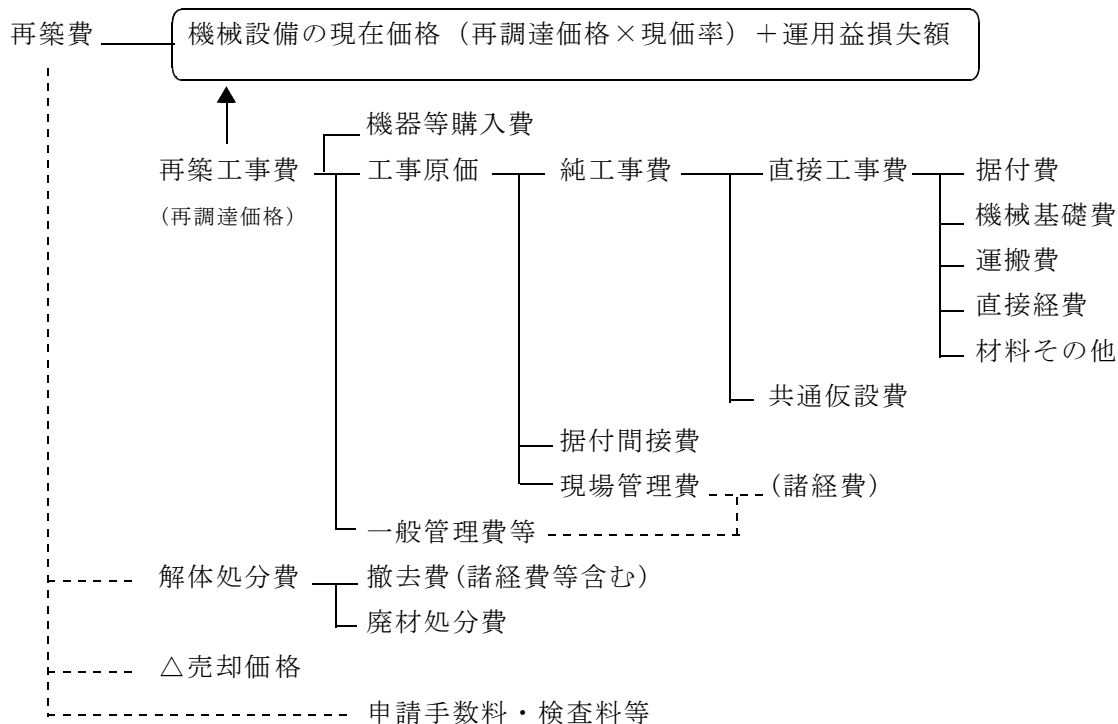 再築費 機械設備の現在価格（再調達価格×現価率）＋運用益損失額
機器等購入費
再築工事費 工事原価 純工事費 直接工事費 据付費
(再調達価格) 機械基礎費
運搬費
直接経費
材料その他
共通仮設費
据付間接費
現場管理費 (諸経費)
一般管理費等
解体処分費 撤去費(諸経費等含む)
廃材処分費
△売却価格
申請手数料・検査料等